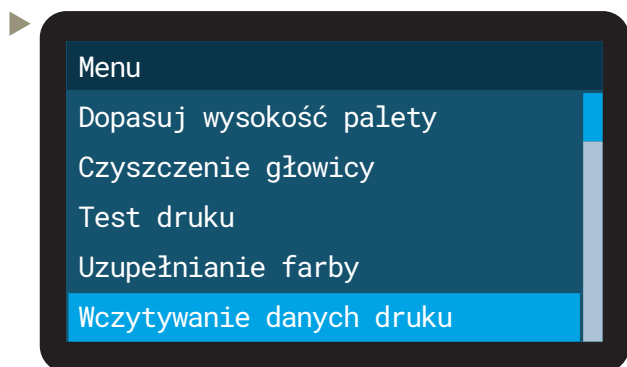 Menu
Dopasuj wysokość palety
Czyszczenie głowicy
Test druku
Uzupełnianie farby
Wczytywanie danych druku